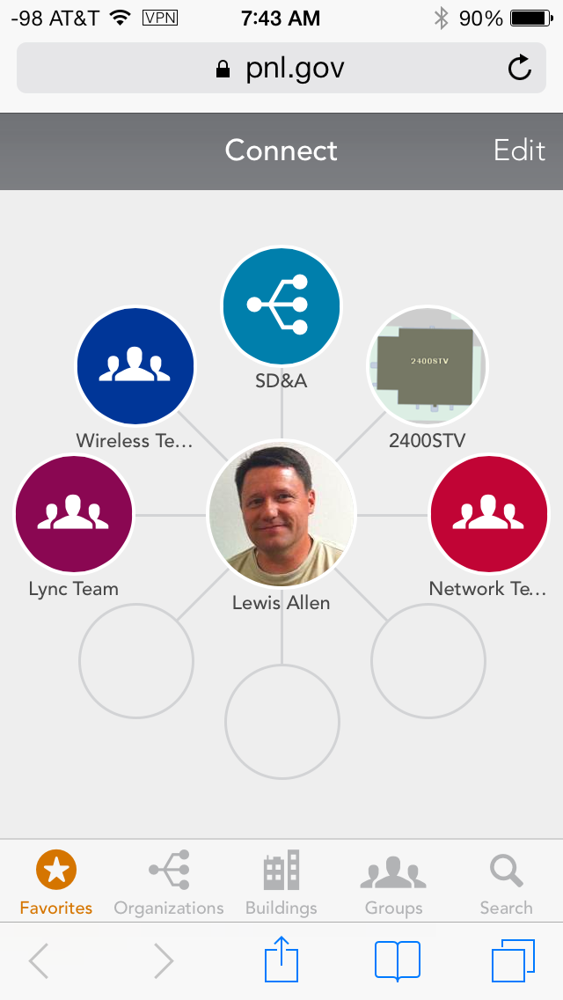 -98 AT&T VPN 7:43 AM 90%
pnl.gov
Connect Edit
SD&A
2400STV
Wireless Te... 2400STV
Lync Team Network Te...
Lewis Allen
Favorites Organizations Buildings Groups Search